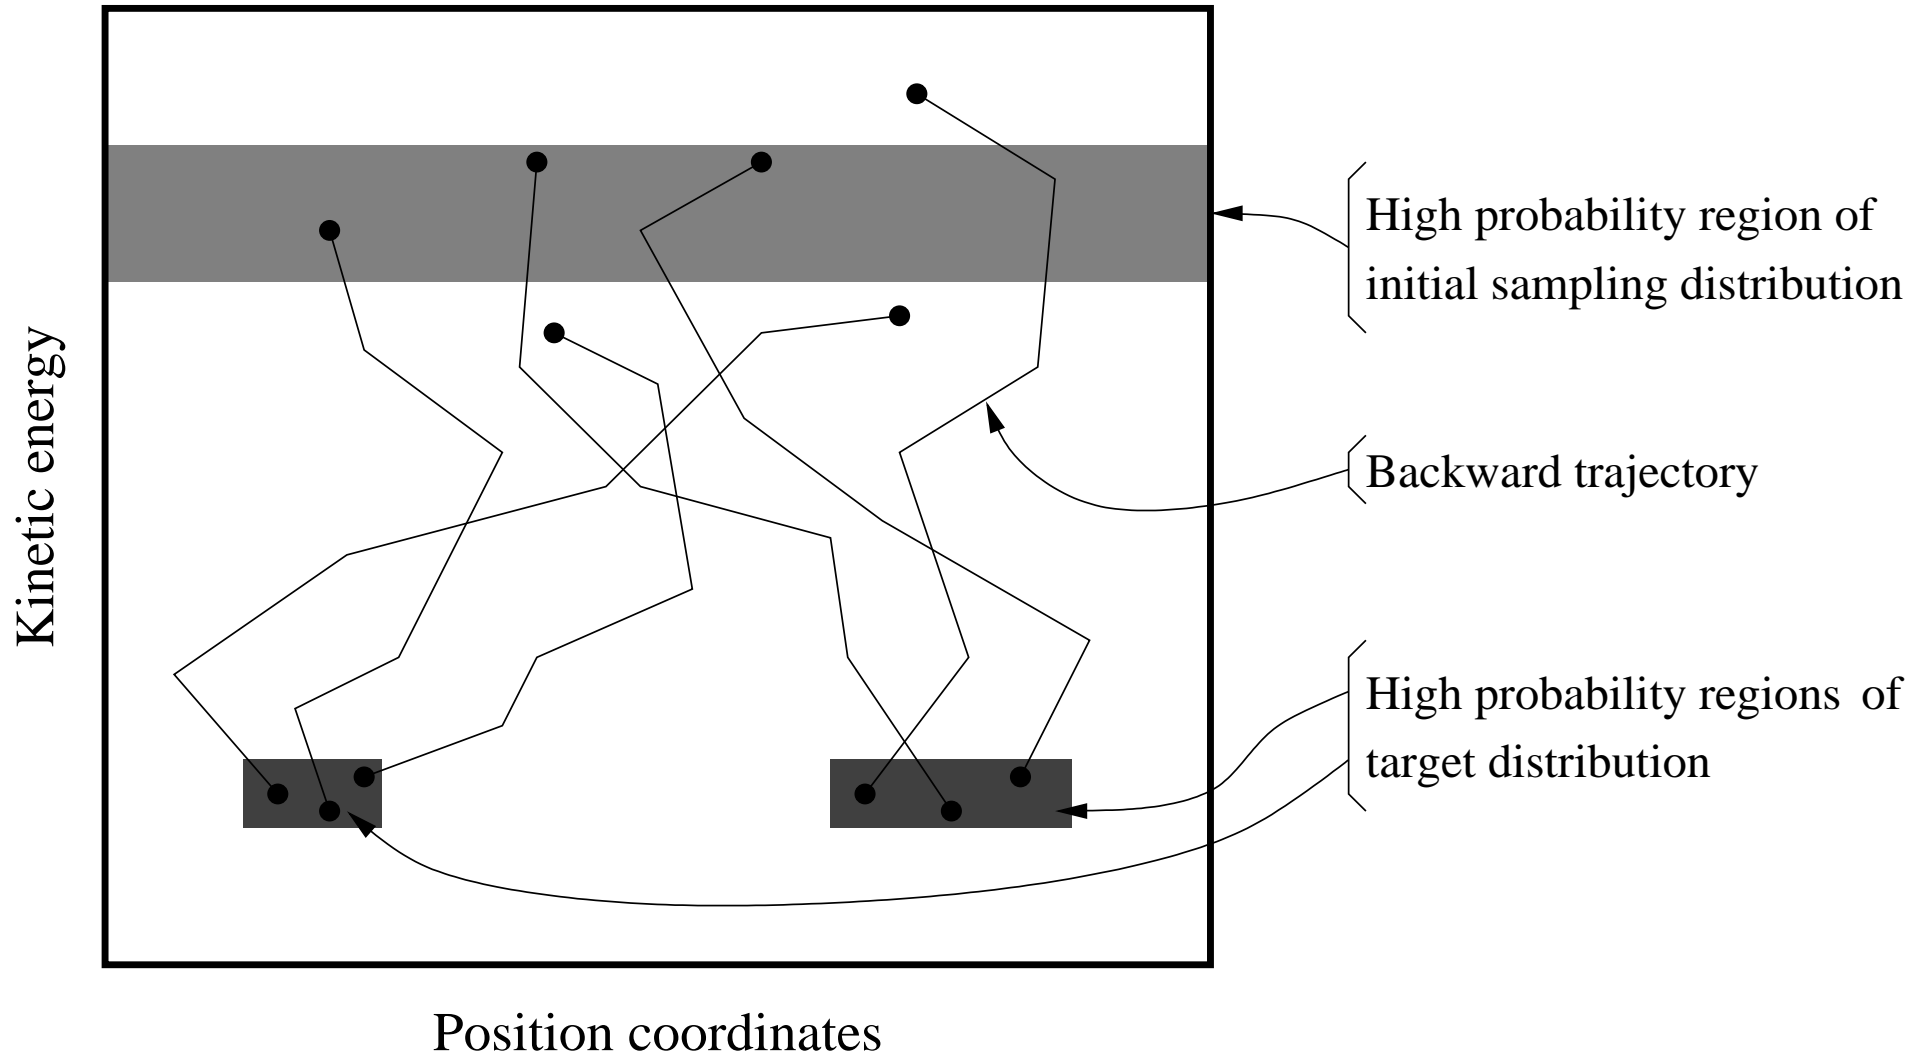 Kinetic energy
High probability region of
initial sampling distribution
Backward trajectory
High probability regions of
target distribution
Position coordinates